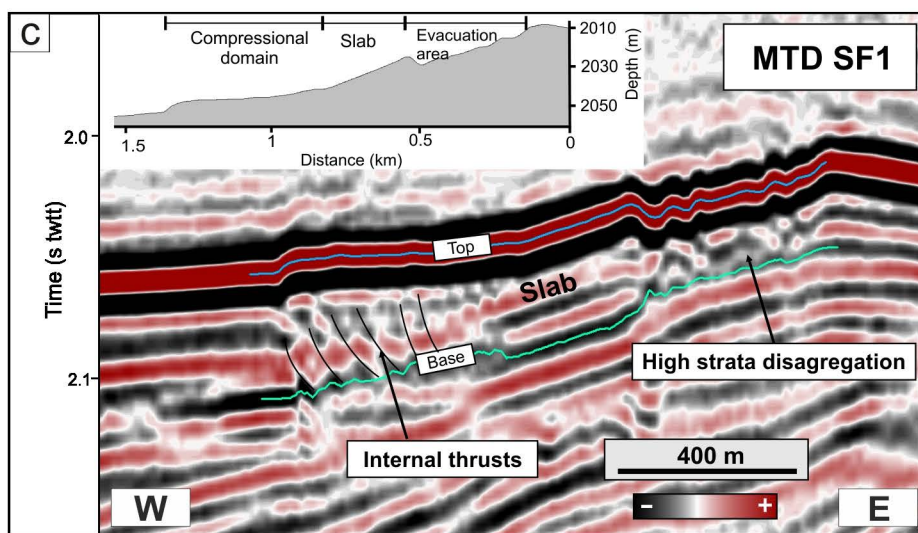 C
Compressional
domain
Slab
Evacuation
area
2010
2030
2050
Depth (m)
1.5
1
0.5
0
Distance (km)
MTD SF1
2.0
2.1
Time (s twtt)
Top
Slab
Base
High strata disagregation
Internal thrusts
400 m
W
– +
E